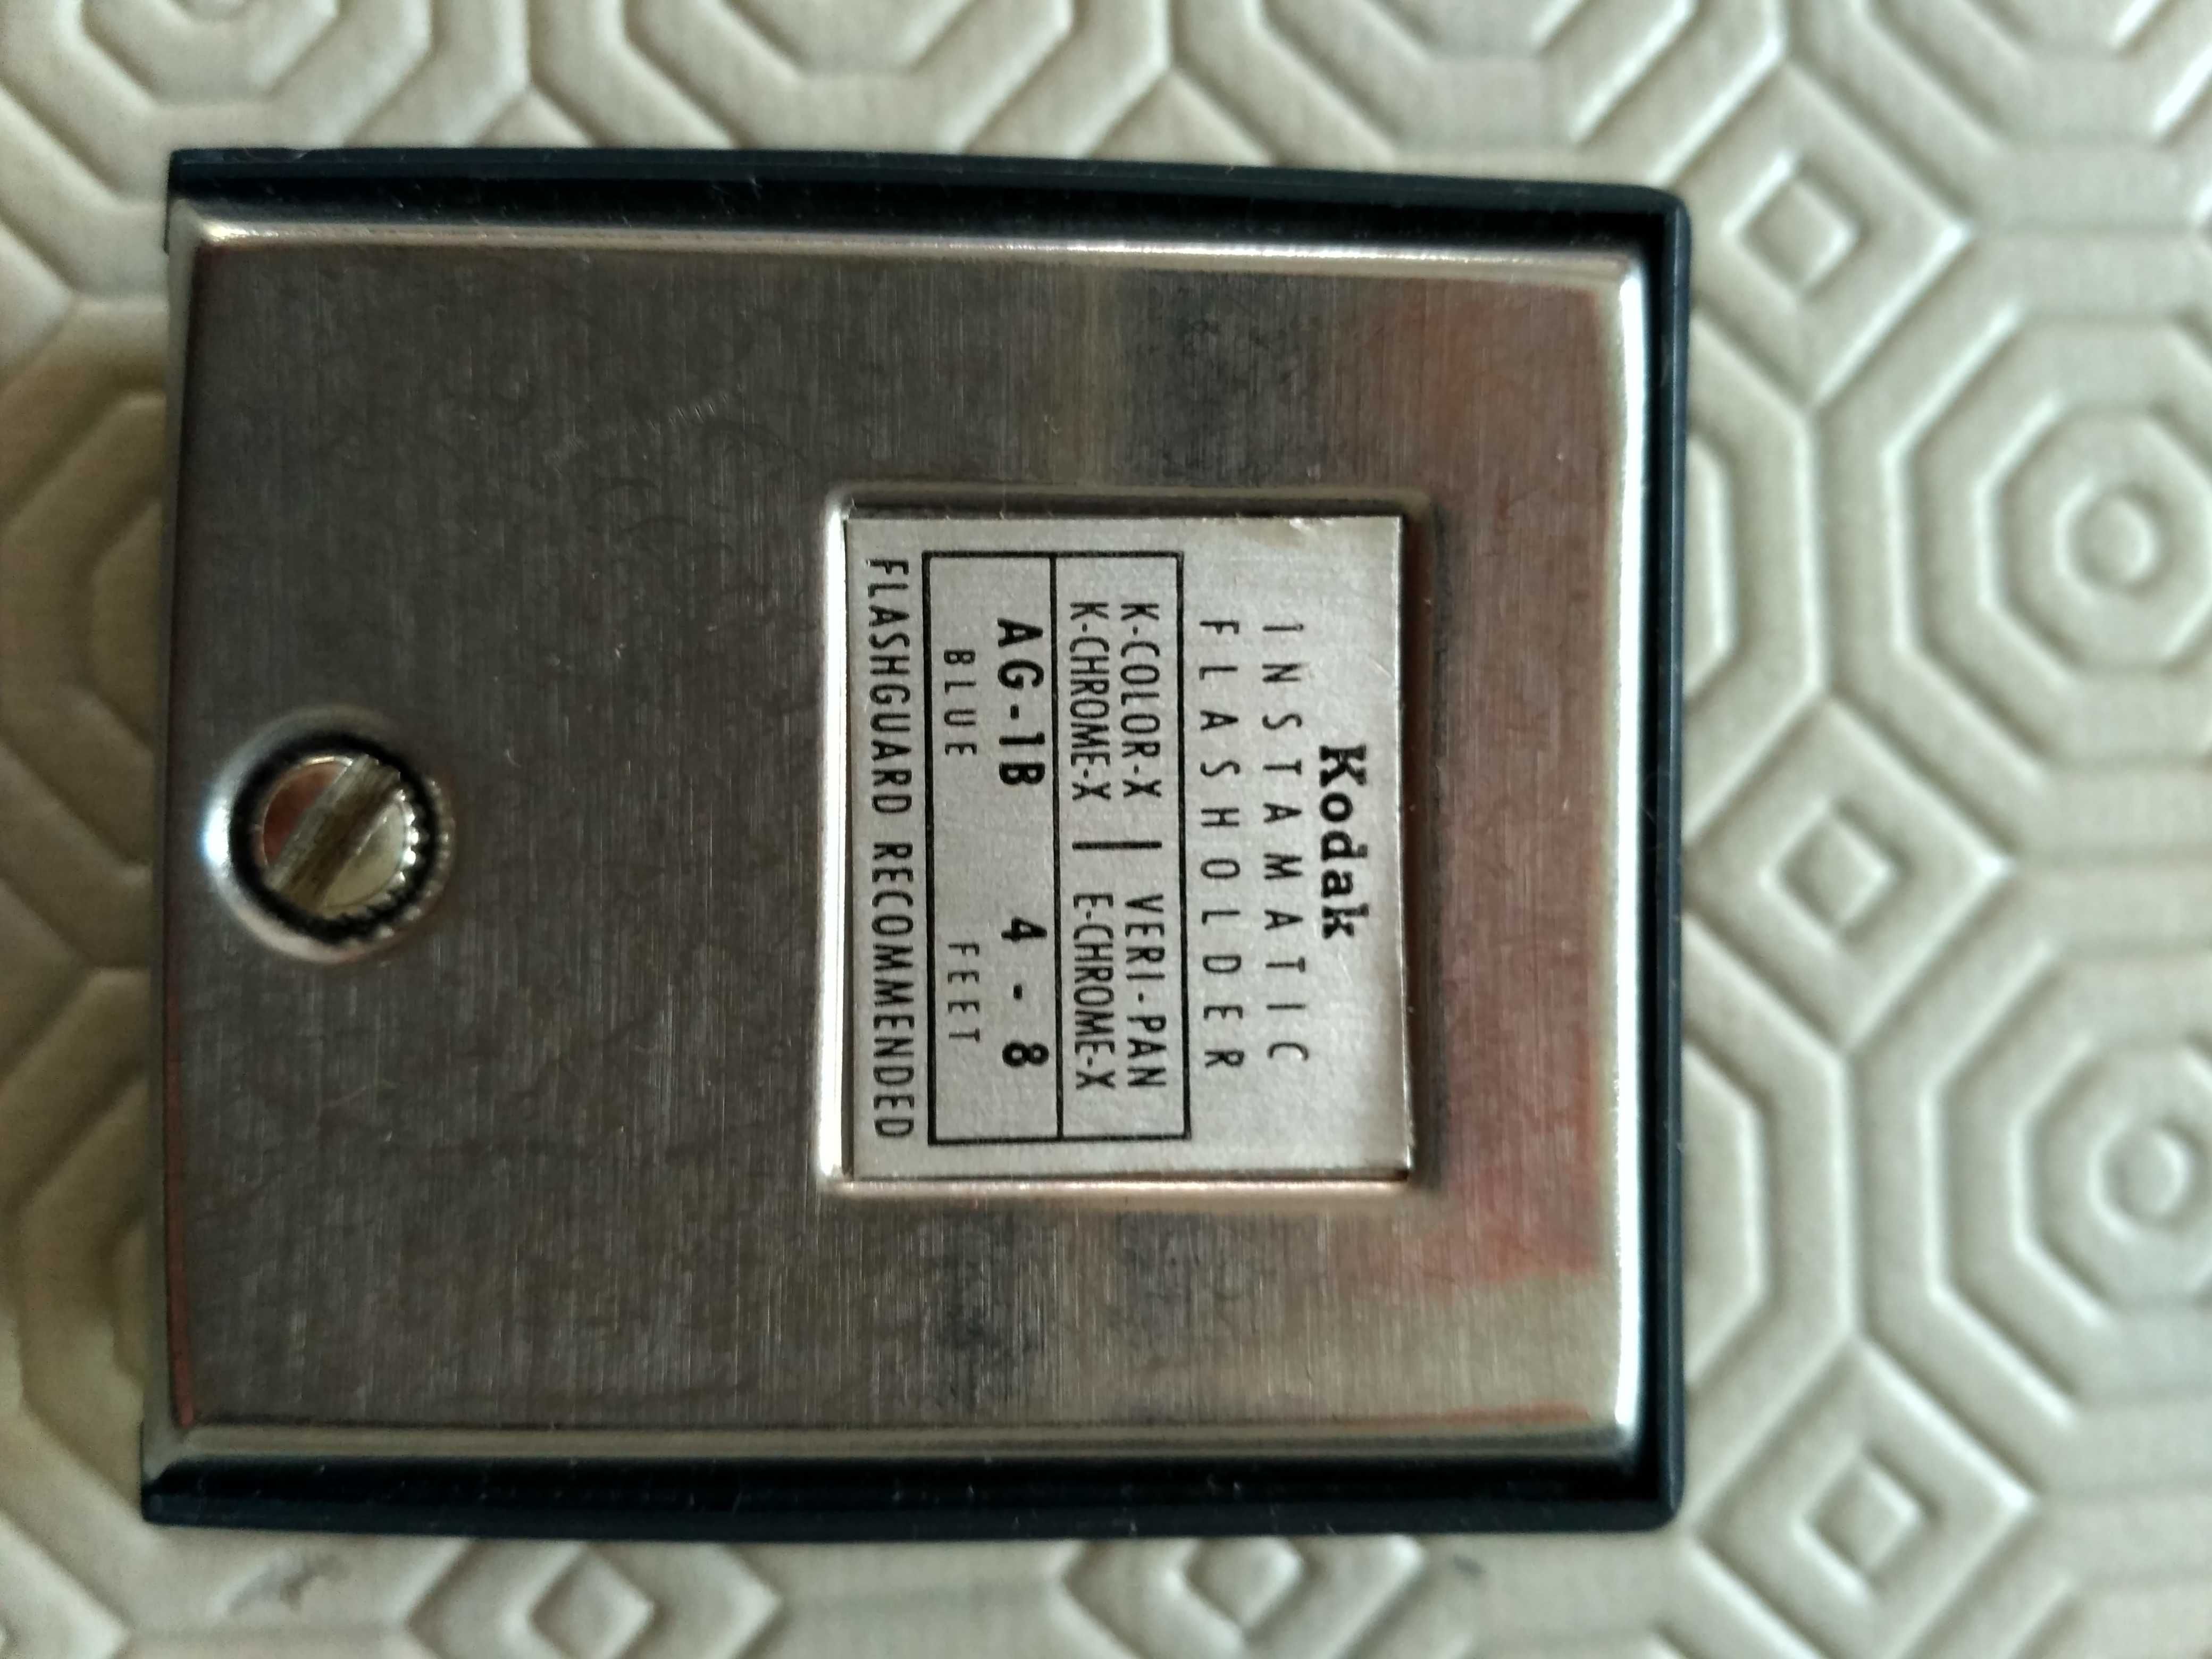 Kodak
INSTAMATIC
FLASHOLDER
K-COLOR-X | VERI-PAN
K-CHROME-X | E-CHROME-X
AG-1B 4 - 8
BLUE FEET
FLASHGUARD RECOMMENDED